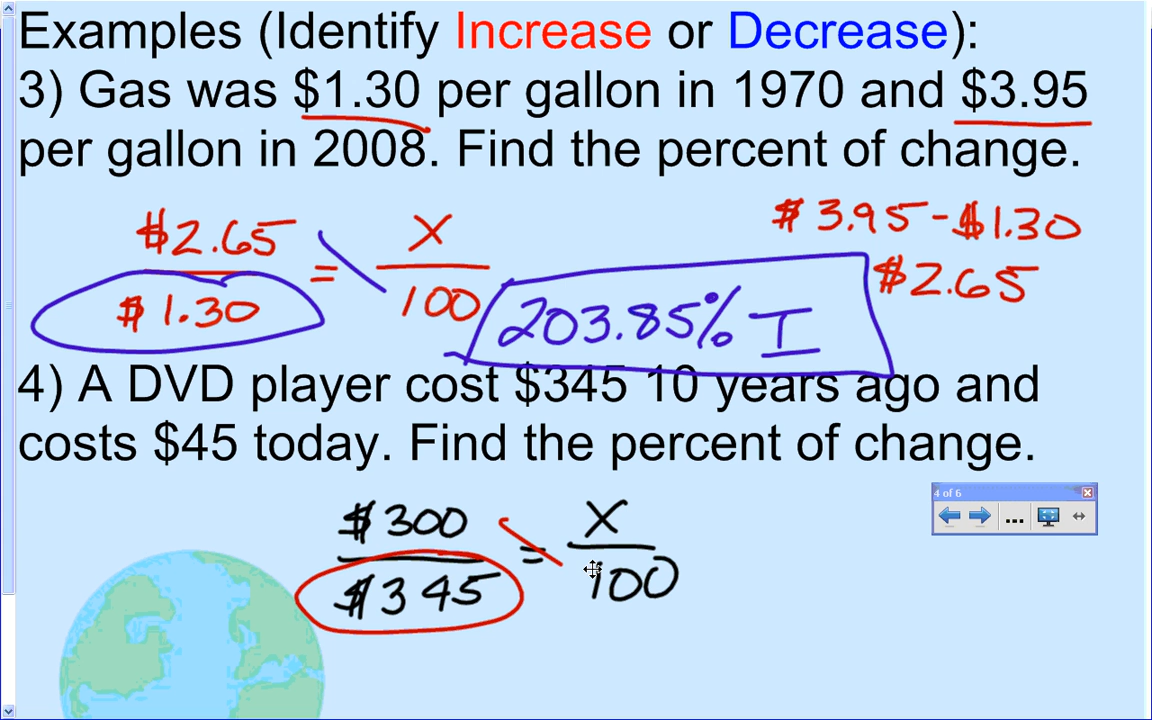 Examples (Identify Increase or Decrease):
3) Gas was $1.30 per gallon in 1970 and $3.95
per gallon in 2008. Find the percent of change.
$3.95-$1.30
$2.65
$2.65
=
X
$1.30
100
203.85% I
4) A DVD player cost $345 10 years ago and
costs $45 today. Find the percent of change.
4 of 6
...
$300
=
X
$345
100